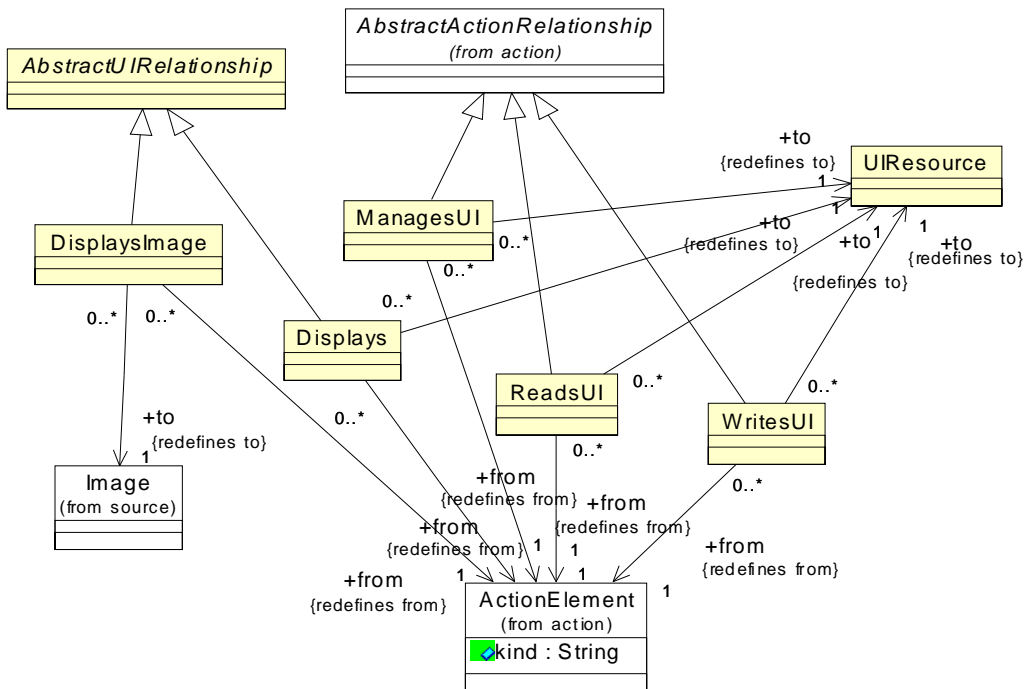 AbstractActionRelationship
(from action)
AbstractUIRelationship
+to
{redefines to}
UIResource
1
ManagesUI
0..*
0..*
DisplaysImage
0..*
0..*
+to
1
{redefines to}
+to
1
{redefines to}
1
+to
{redefines to}
Displays
0..*
0..*
ReadsUI
0..*
0..*
WritesUI
0..*
0..*
+to
{redefines to}
1
Image
(from source)
+from
{redefines from}
1
+from
{redefines from}
1
+from
{redefines from}
1
+from
{redefines from}
1
+from
{redefines from}
1
ActionElement
(from action)
kind : String